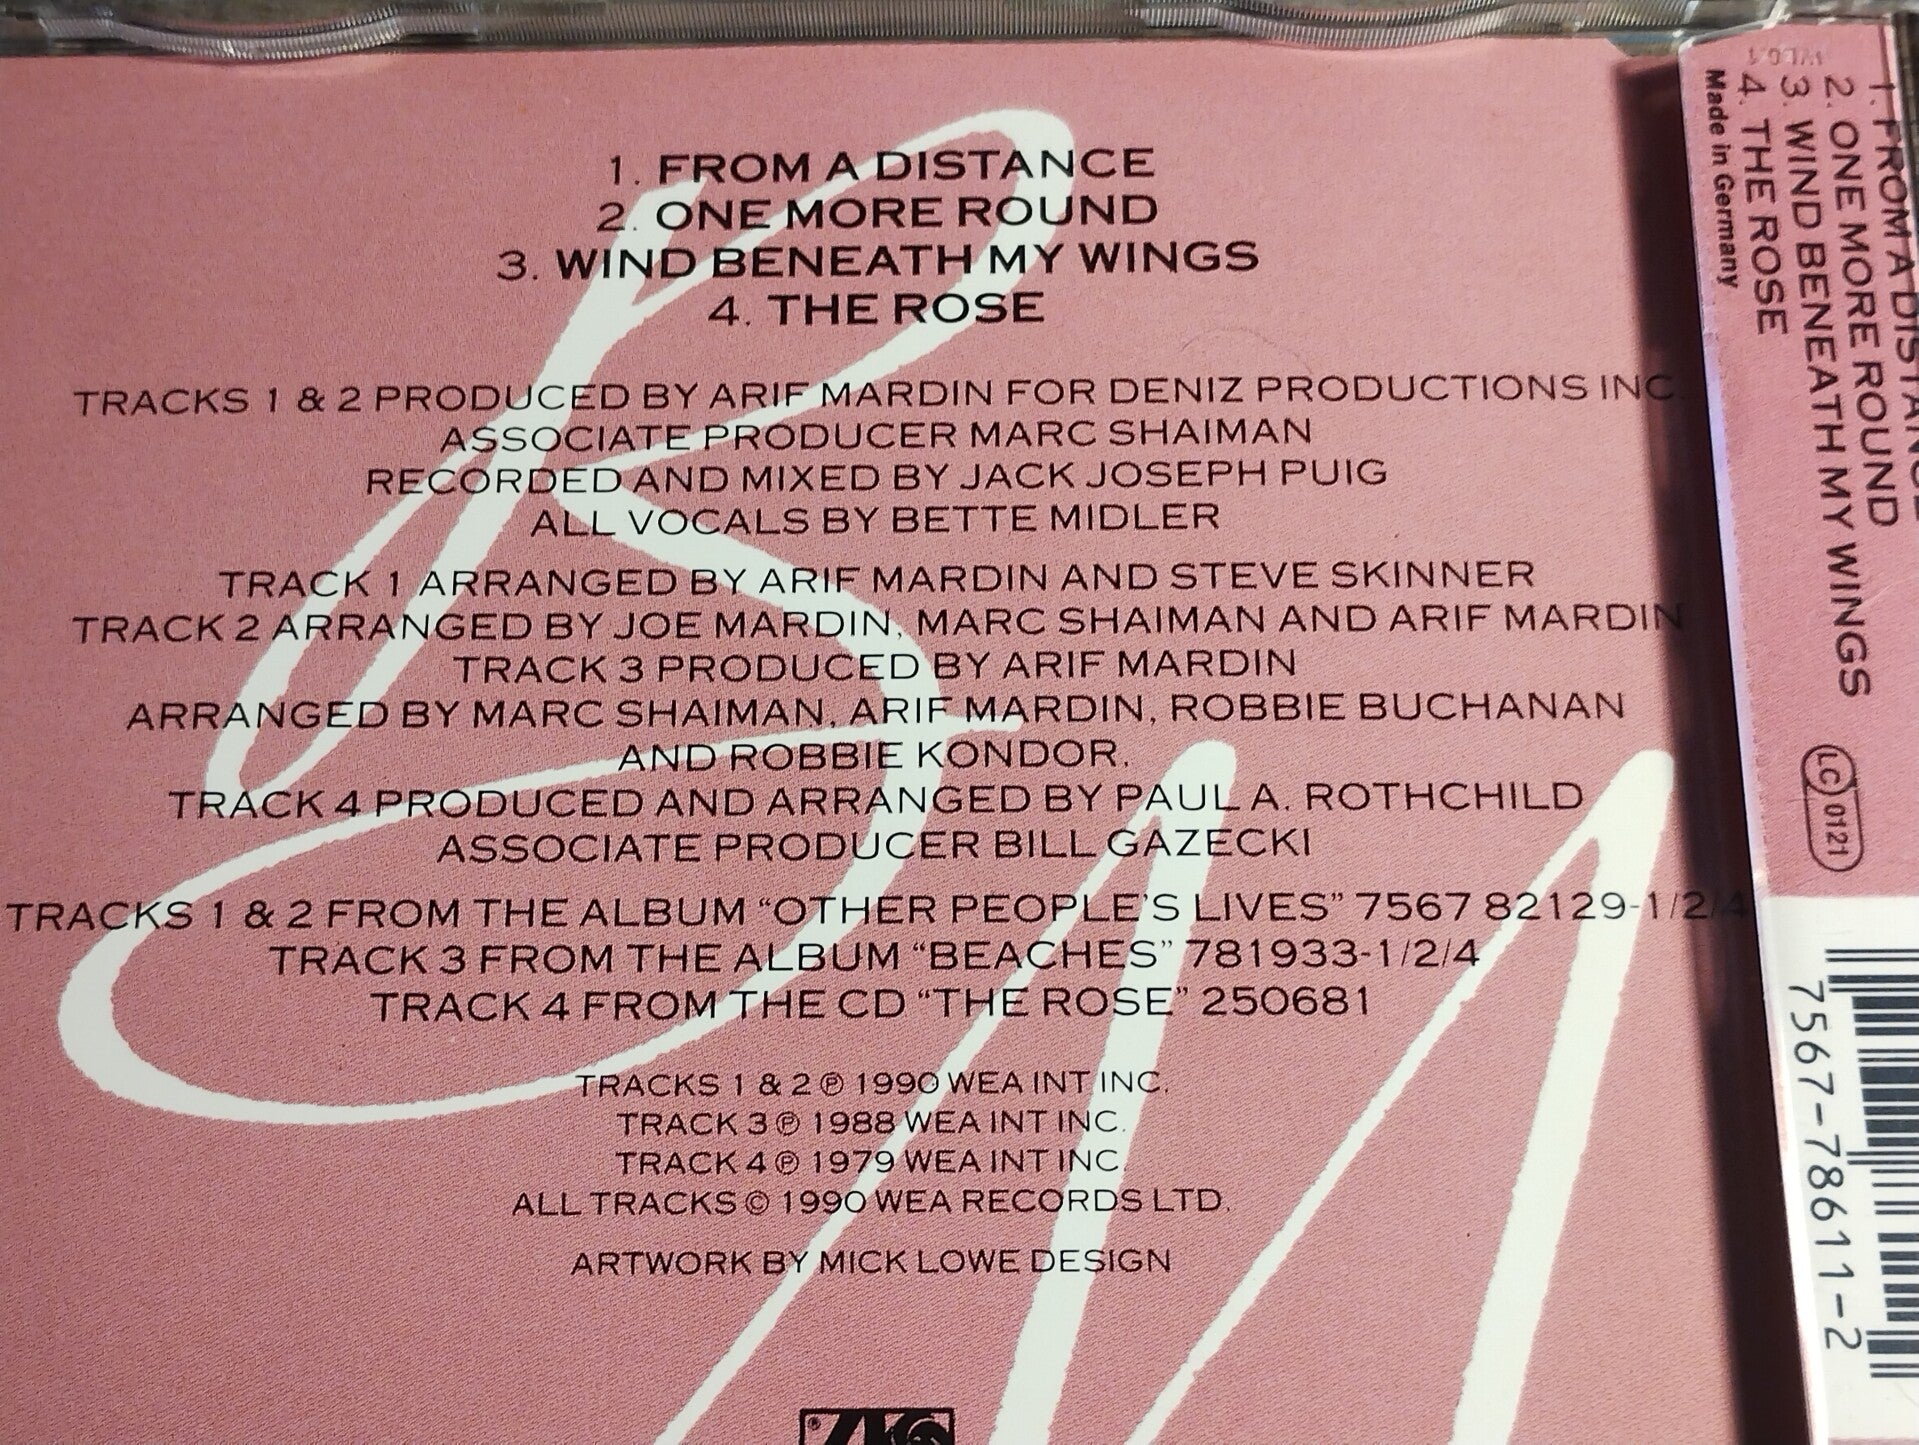 1. FROM A DISTANCE
2. ONE MORE ROUND
3. WIND BENEATH MY WINGS
4. THE ROSE
TRACKS 1 & 2 PRODUCED BY ARIF MARDIN FOR DENIZ PRODUCTIONS INC.
ASSOCIATE PRODUCER MARC SHAIMAN
RECORDED AND MIXED BY JACK JOSEPH PUIG
ALL VOCALS BY BETTE MIDLER
TRACK 1 ARRANGED BY ARIF MARDIN AND STEVE SKINNER
TRACK 2 ARRANGED BY JOE MARDIN, MARC SHAIMAN AND ARIF MARDIN
TRACK 3 PRODUCED BY ARIF MARDIN
ARRANGED BY MARC SHAIMAN, ARIF MARDIN, ROBBIE BUCHANAN
AND ROBBIE KONDOR.
TRACK 4 PRODUCED AND ARRANGED BY PAUL A. ROTHCHILD
ASSOCIATE PRODUCER BILL GAZECKI
TRACKS 1 & 2 FROM THE ALBUM “OTHER PEOPLE'S LIVES” 7567 82129-1/2/4
TRACK 3 FROM THE ALBUM “BEACHES” 781933-1/2/4
TRACK 4 FROM THE CD “THE ROSE” 250681
TRACKS 1 & 2 ℗ 1990 WEA INT INC.
TRACK 3 ℗ 1988 WEA INT INC.
TRACK 4 ℗ 1979 WEA INT INC.
ALL TRACKS © 1990 WEA RECORDS LTD.
ARTWORK BY MICK LOWE DESIGN
BM
1. FROM A DISTANCE
2. ONE MORE ROUND
3. WIND BENEATH MY WINGS
4. THE ROSE
Made in Germany
LC 0121
7567-78611-2